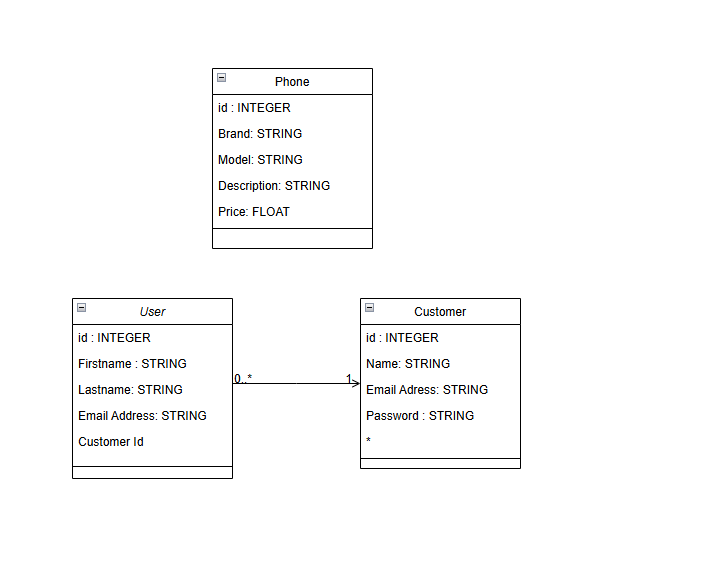 Phone
id : INTEGER
Brand: STRING
Model: STRING
Description: STRING
Price: FLOAT
User
id : INTEGER
Firstname : STRING
Lastname: STRING
Email Address: STRING
Customer Id
0..*
1
Customer
id : INTEGER
Name: STRING
Email Adress: STRING
Password : STRING
*